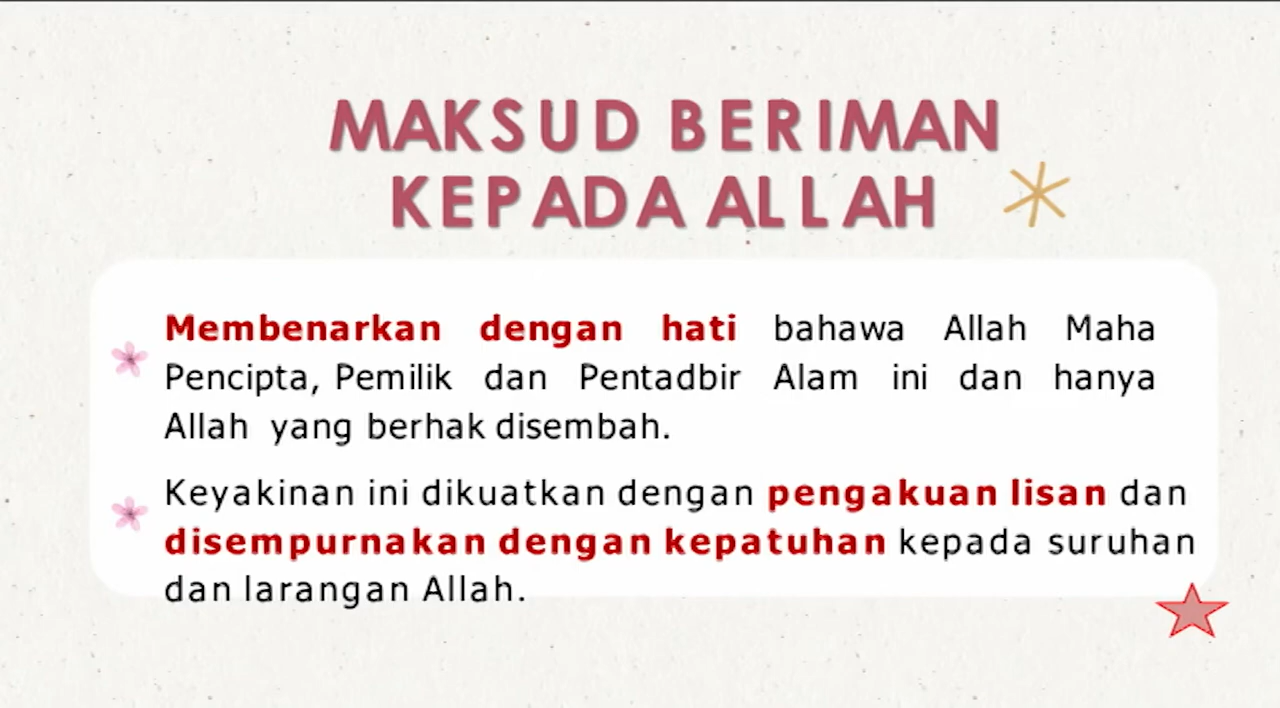 MAKSUD BERIMAN
KEPADA ALLAH
Membenarkan dengan hati bahawa Allah Maha
Pencipta, Pemilik dan Pentadbir Alam ini dan hanya
Allah yang berhak disembah.
Keyakinan ini dikuatkan dengan pengakuan lisan dan
disempurnakan dengan kepatuhan kepada suruhan
dan larangan Allah.